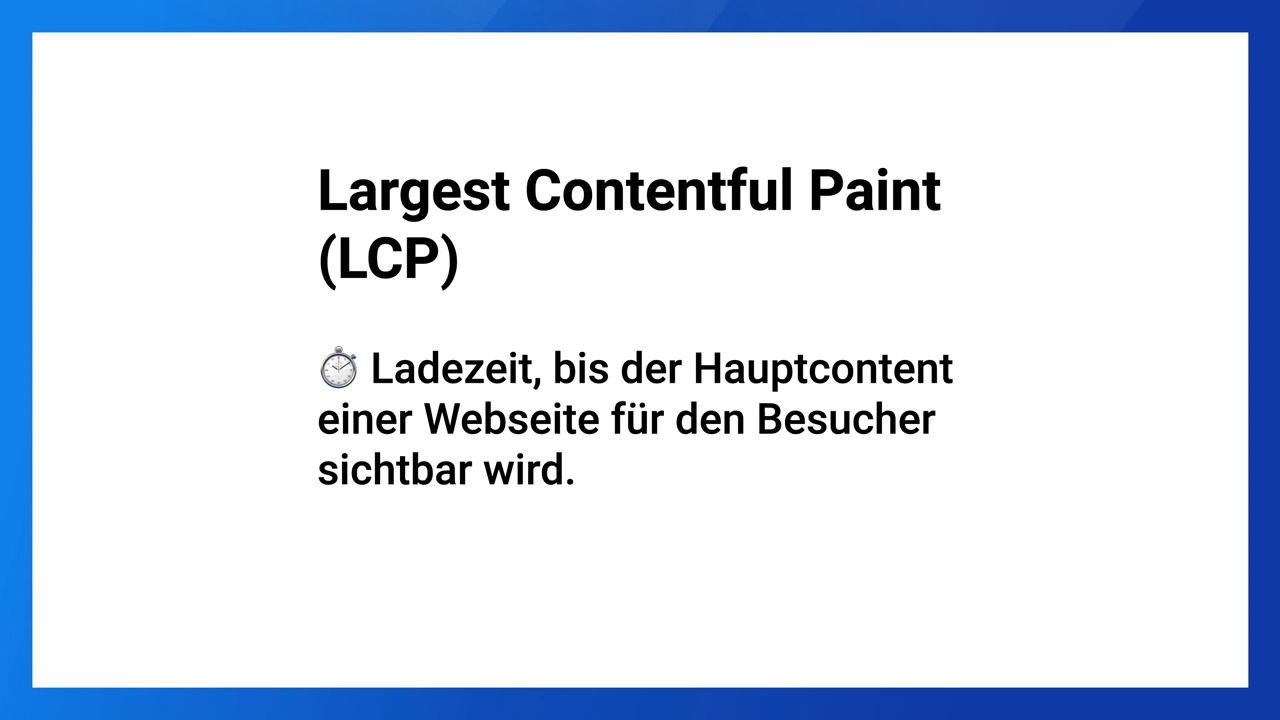 Largest Contentful Paint
(LCP)
⏱️ Ladezeit, bis der Hauptcontent
einer Webseite für den Besucher
sichtbar wird.